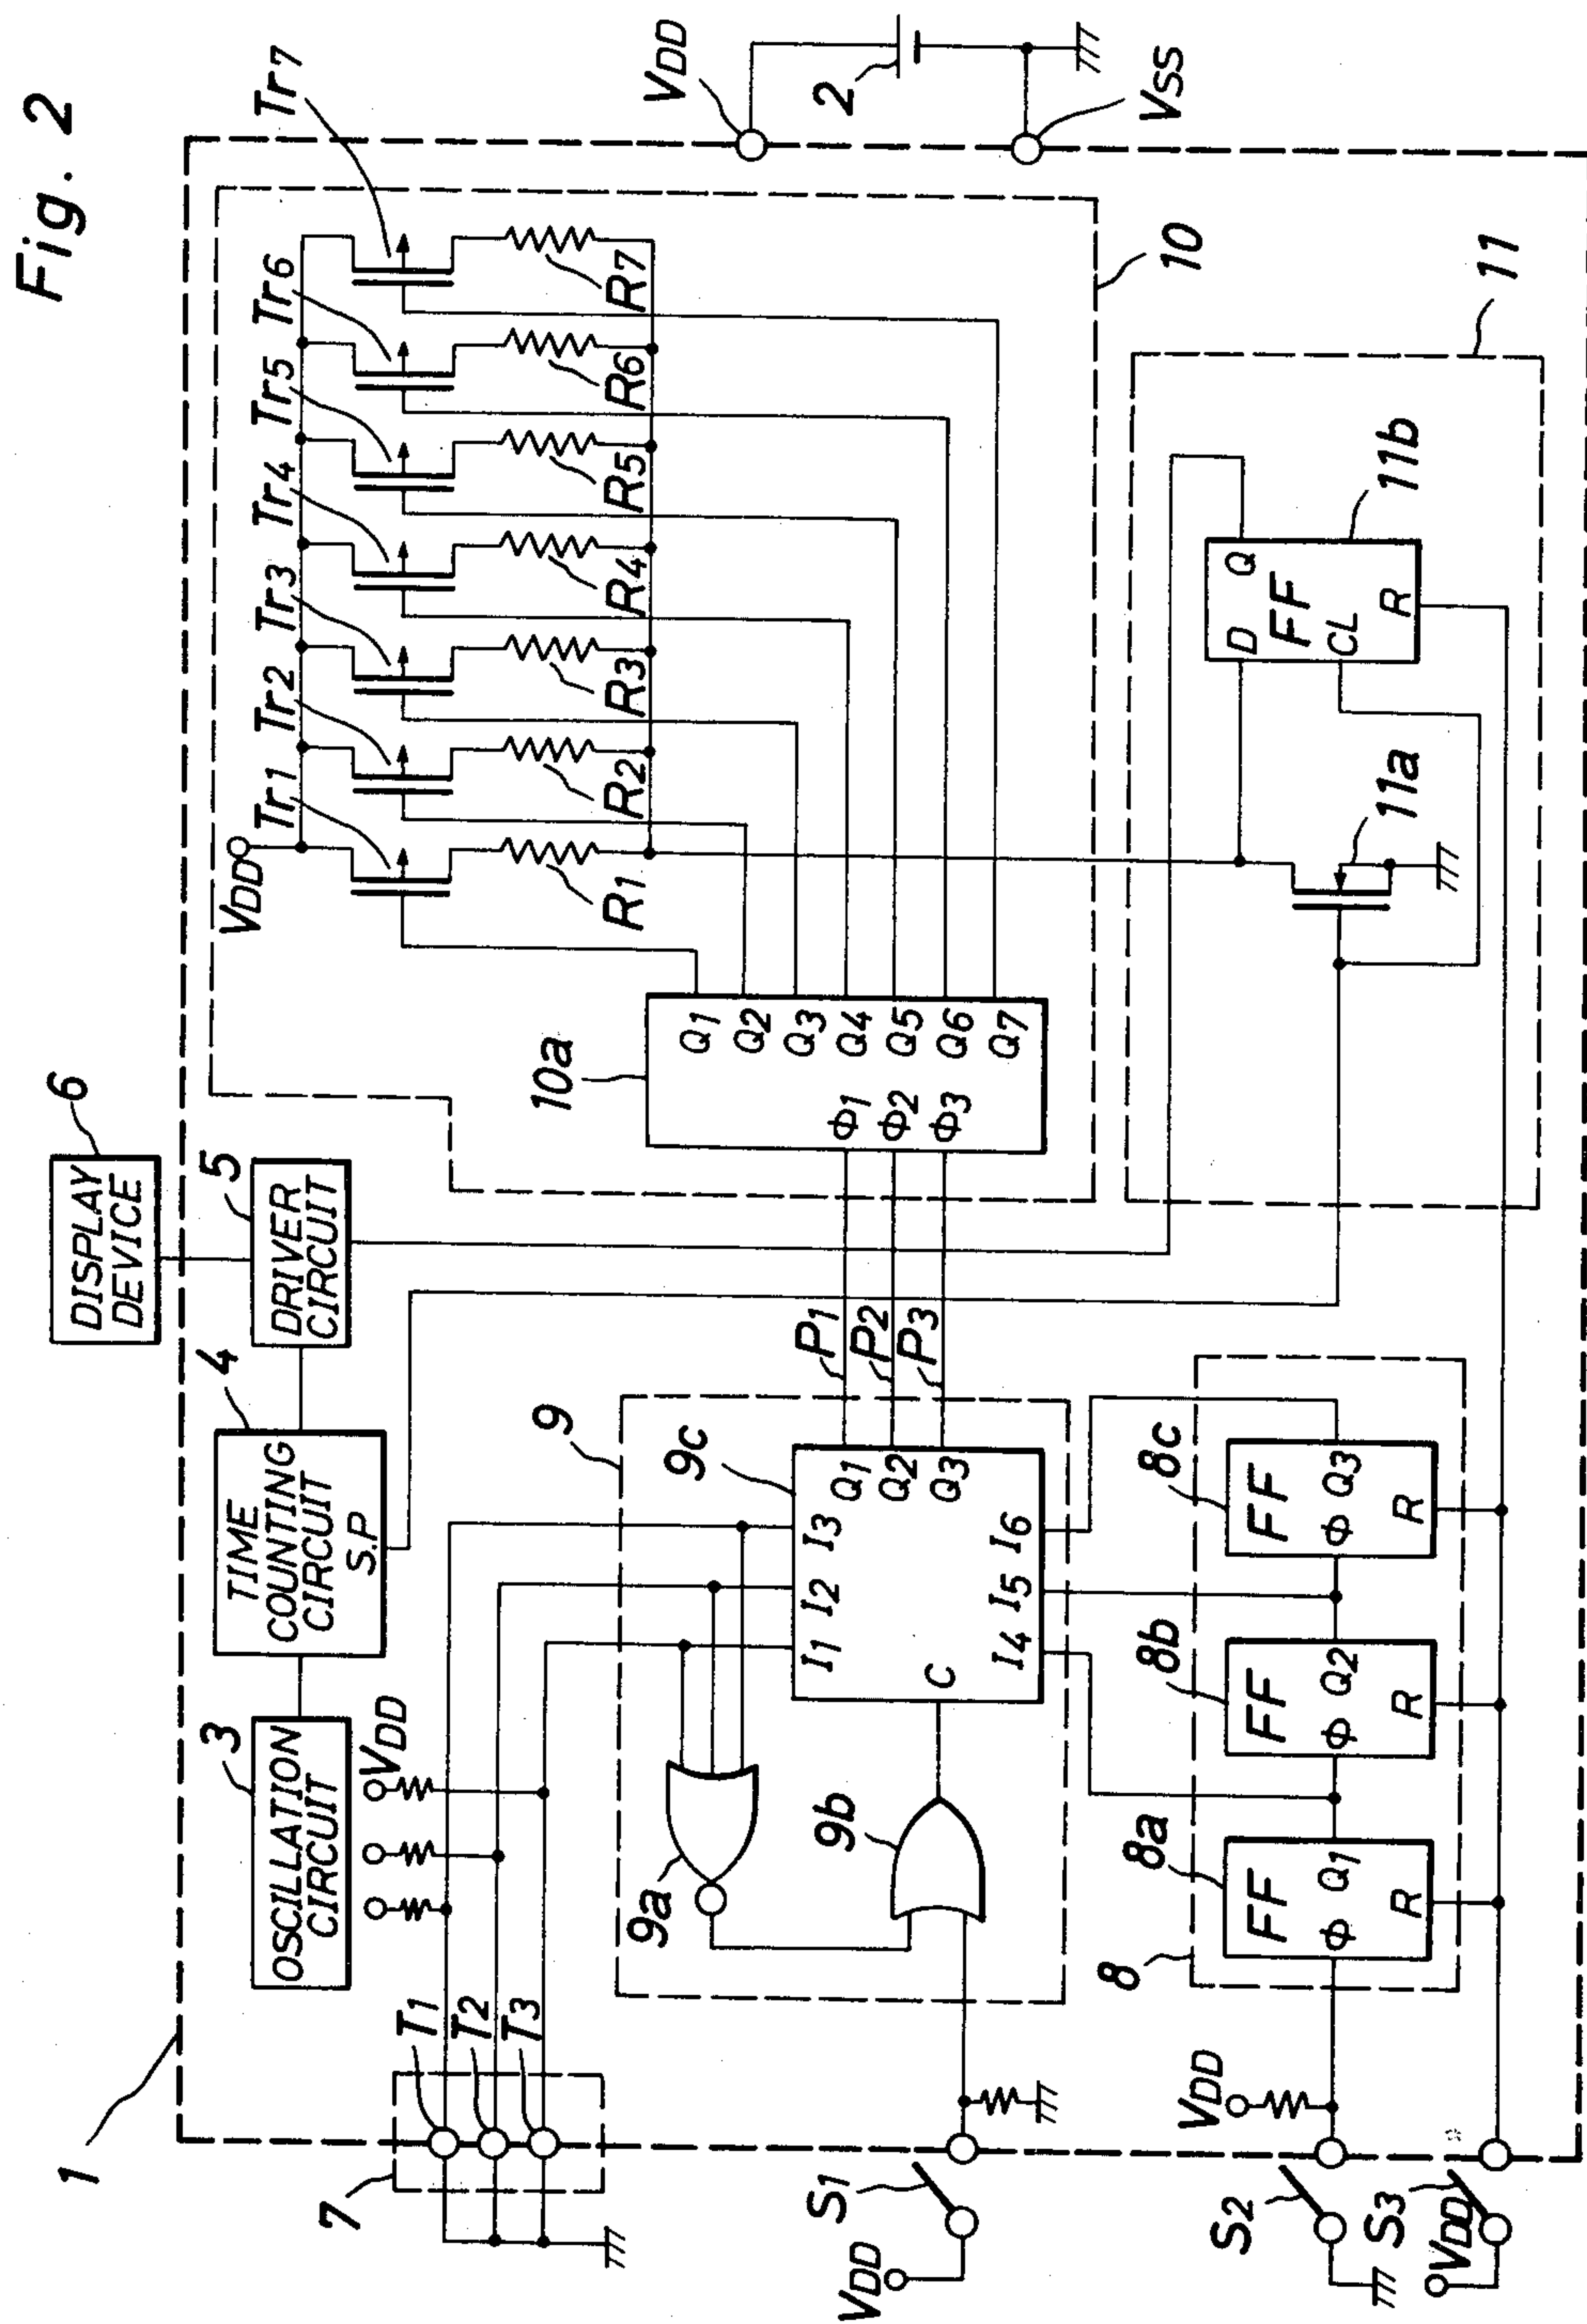 Fig. 2
1
DISPLAY
DEVICE
6
OSCILLATION
CIRCUIT
3
TIME
COUNTING
CIRCUIT
S.P
4
DRIVER
CIRCUIT
5
VDD
7
T1
T2
T3
9
9a
9b
9c
I1
I2
I3
C
I4
I5
I6
Q1
Q2
Q3
P1
P2
P3
10
10a
Φ1
Φ2
Φ3
Q1
Q2
Q3
Q4
Q5
Q6
Q7
VDD
Tr1
Tr2
Tr3
Tr4
Tr5
Tr6
Tr7
R1
R2
R3
R4
R5
R6
R7
VDD
2
VSS
11
11a
11b
D
Q
FF
CL
R
8
8a
FF
Φ
Q1
R
8b
FF
Φ
Q2
R
8c
FF
Φ
Q3
R
VDD
S1
VDD
S2
S3
VDD